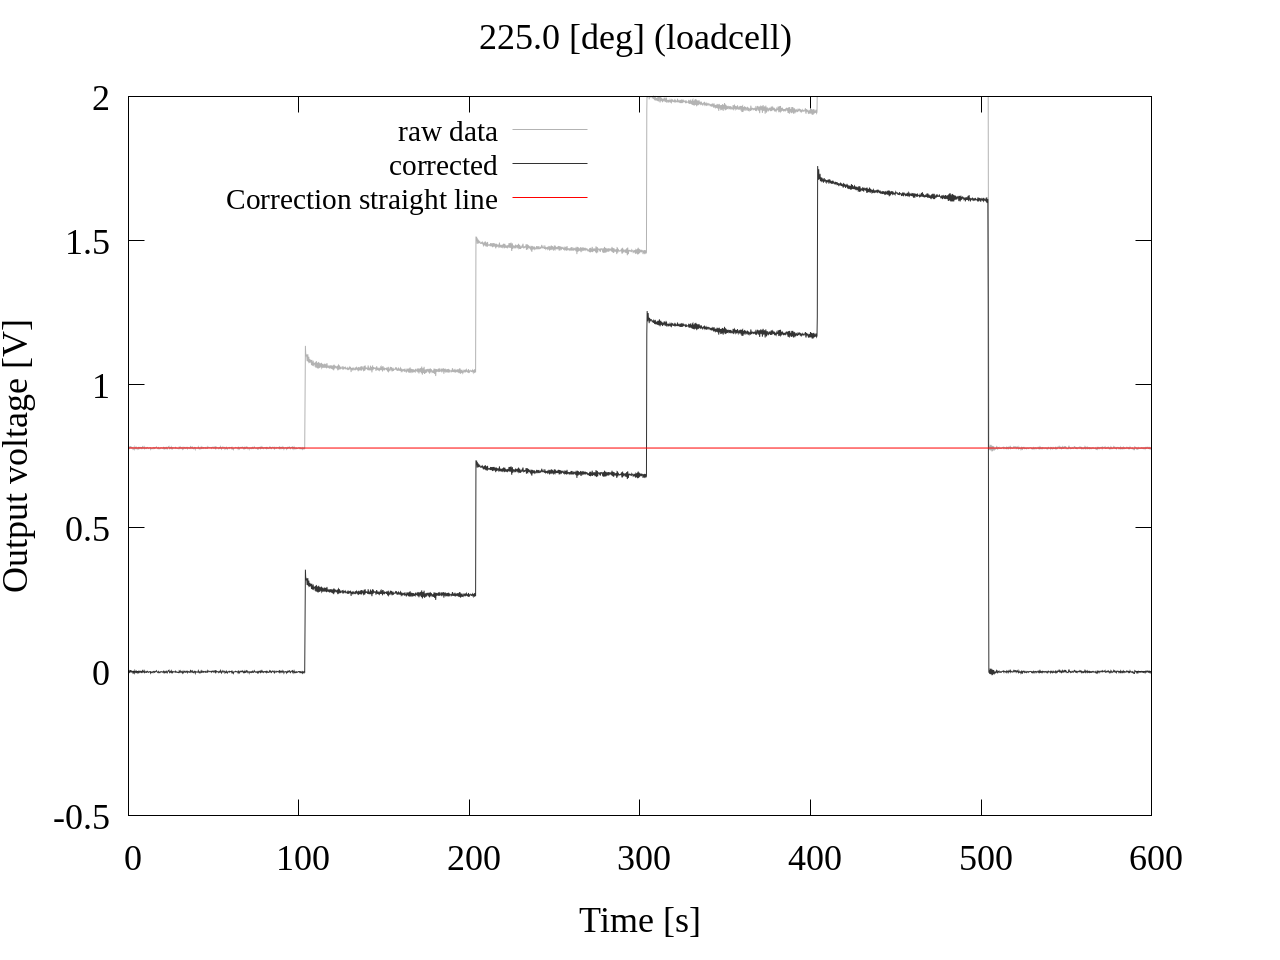 225.0 [deg] (loadcell)
2
raw data
corrected
Correction straight line
1.5
1
0.5
0
-0.5
Output voltage [V]
0 100 200 300 400 500 600
Time [s]